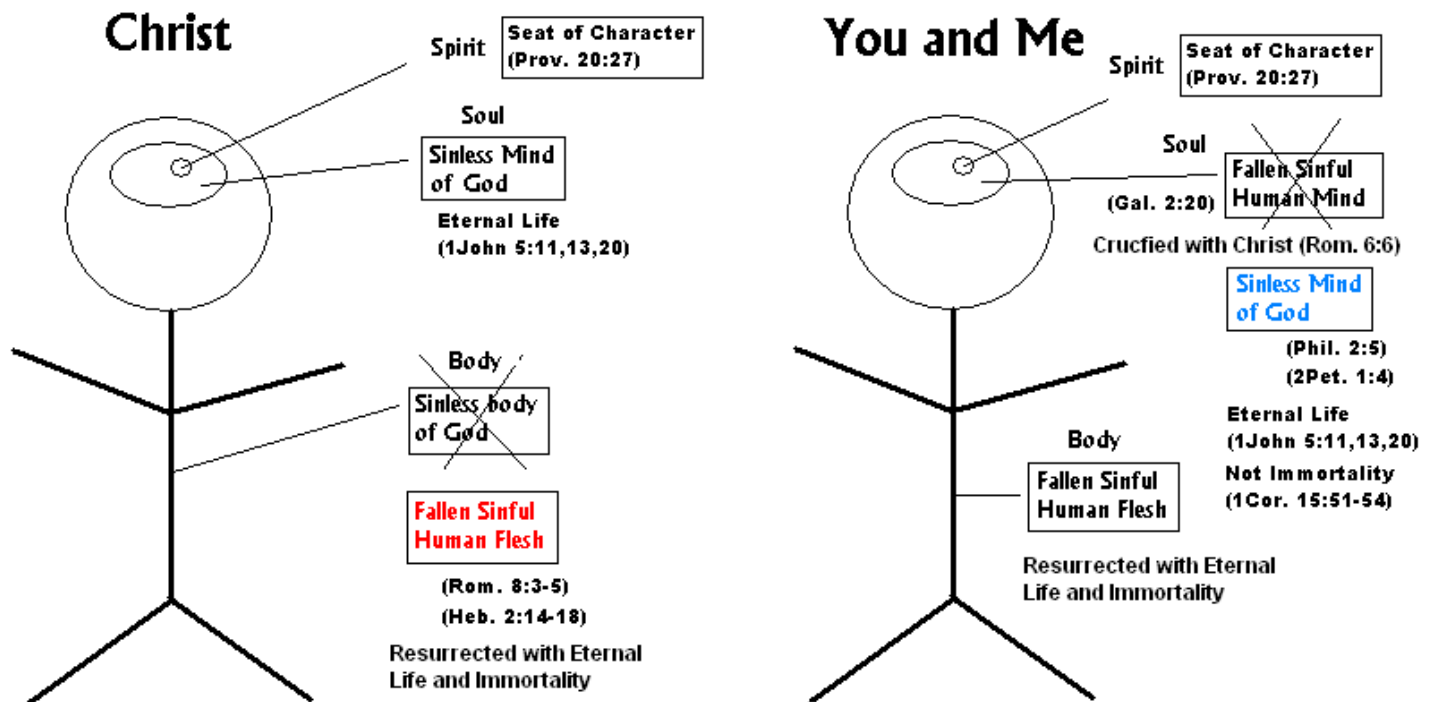 Christ
Spirit
Seat of Character
(Prov. 20:27)
Soul
Sinless Mind
of God
Eternal Life
(1John 5:11,13,20)
Body
Sinless body
of God
Fallen Sinful
Human Flesh
(Rom. 8:3-5)
(Heb. 2:14-18)
Resurrected with Eternal
Life and Immortality
You and Me
Spirit
Seat of Character
(Prov. 20:27)
Soul
Fallen Sinful
Human Mind
(Gal. 2:20)
Crucfied with Christ (Rom. 6:6)
Sinless Mind
of God
(Phil. 2:5)
(2Pet. 1:4)
Eternal Life
(1John 5:11,13,20)
Not Immortality
(1Cor. 15:51-54)
Body
Fallen Sinful
Human Flesh
Resurrected with Eternal
Life and Immortality